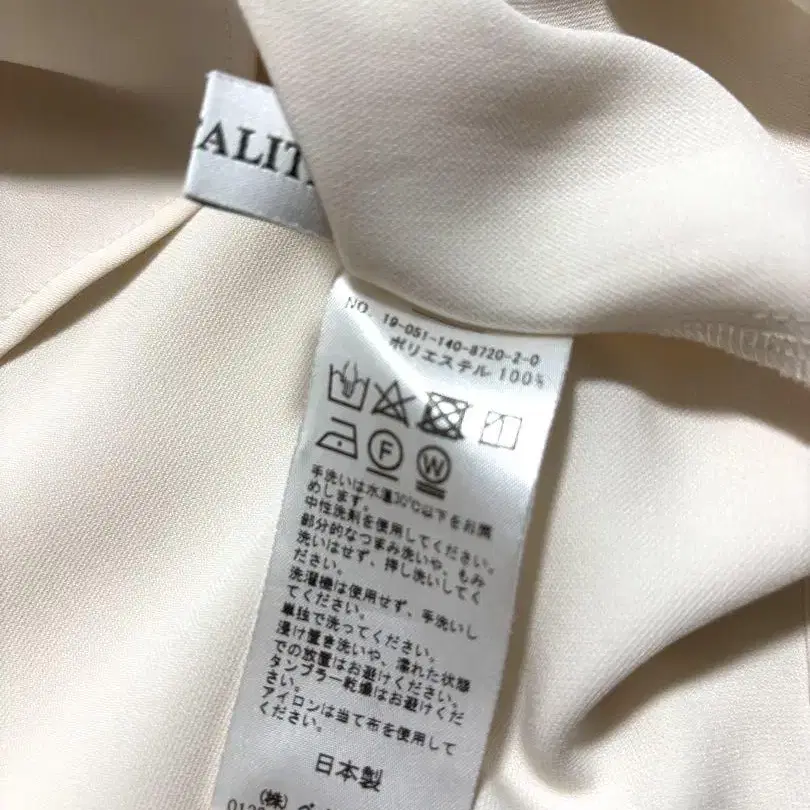 ALIT
NO. 19-051-140-8720-2-0
ポリエステル 100%
F W
手洗いは水温30℃以下をお薦
めします。
中性洗剤を使用してください。
部分的なつまみ洗いや、もみ
洗いはせず、押し洗いしてく
ださい。
洗濯機は使用せず、手洗いし
てください。
単独で洗ってください。
浸け置き洗いや、濡れた状態
での放置はお避けください。
タンブラー乾燥はお避けくだ
さい。
アイロンは当て布を使用して
ください。
日本製
(株)